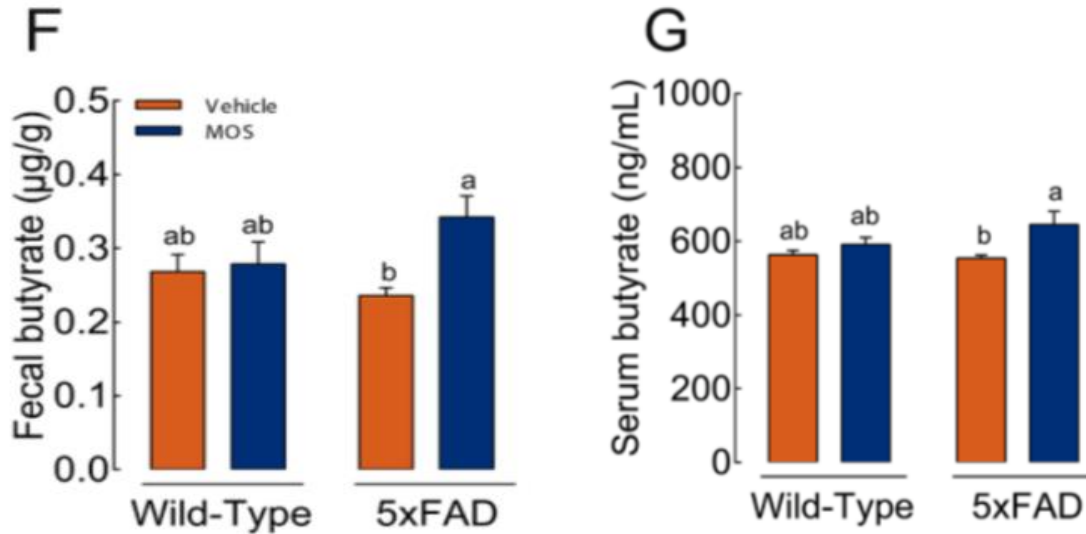 F
Fecal butyrate (µg/g)
0.5
0.4
0.3
0.2
0.1
0.0
Vehicle
MOS
ab
ab
b
a
Wild-Type
5xFAD
G
Serum butyrate (ng/mL)
1000
800
600
400
200
0
ab
ab
b
a
Wild-Type
5xFAD